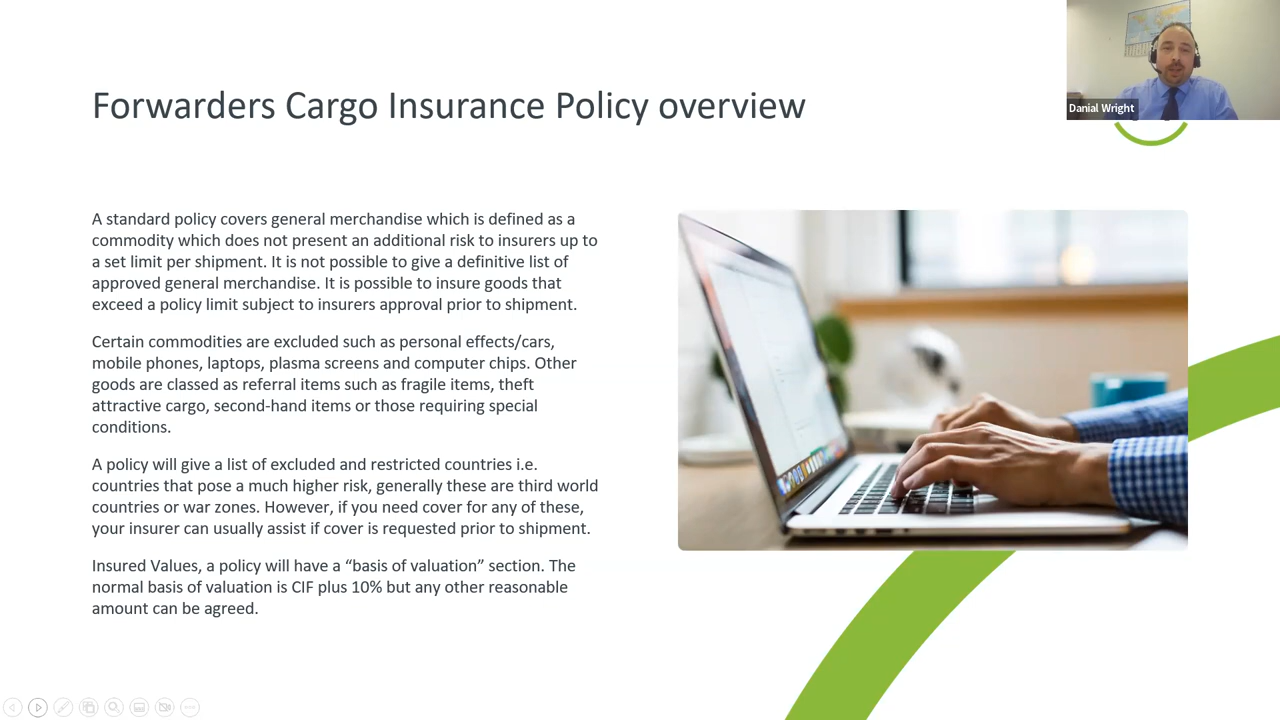 Forwarders Cargo Insurance Policy overview
Danial Wright
A standard policy covers general merchandise which is defined as a
commodity which does not present an additional risk to insurers up to
a set limit per shipment. It is not possible to give a definitive list of
approved general merchandise. It is possible to insure goods that
exceed a policy limit subject to insurers approval prior to shipment.
Certain commodities are excluded such as personal effects/cars,
mobile phones, laptops, plasma screens and computer chips. Other
goods are classed as referral items such as fragile items, theft
attractive cargo, second-hand items or those requiring special
conditions.
A policy will give a list of excluded and restricted countries i.e.
countries that pose a much higher risk, generally these are third world
countries or war zones. However, if you need cover for any of these,
your insurer can usually assist if cover is requested prior to shipment.
Insured Values, a policy will have a “basis of valuation” section. The
normal basis of valuation is CIF plus 10% but any other reasonable
amount can be agreed.